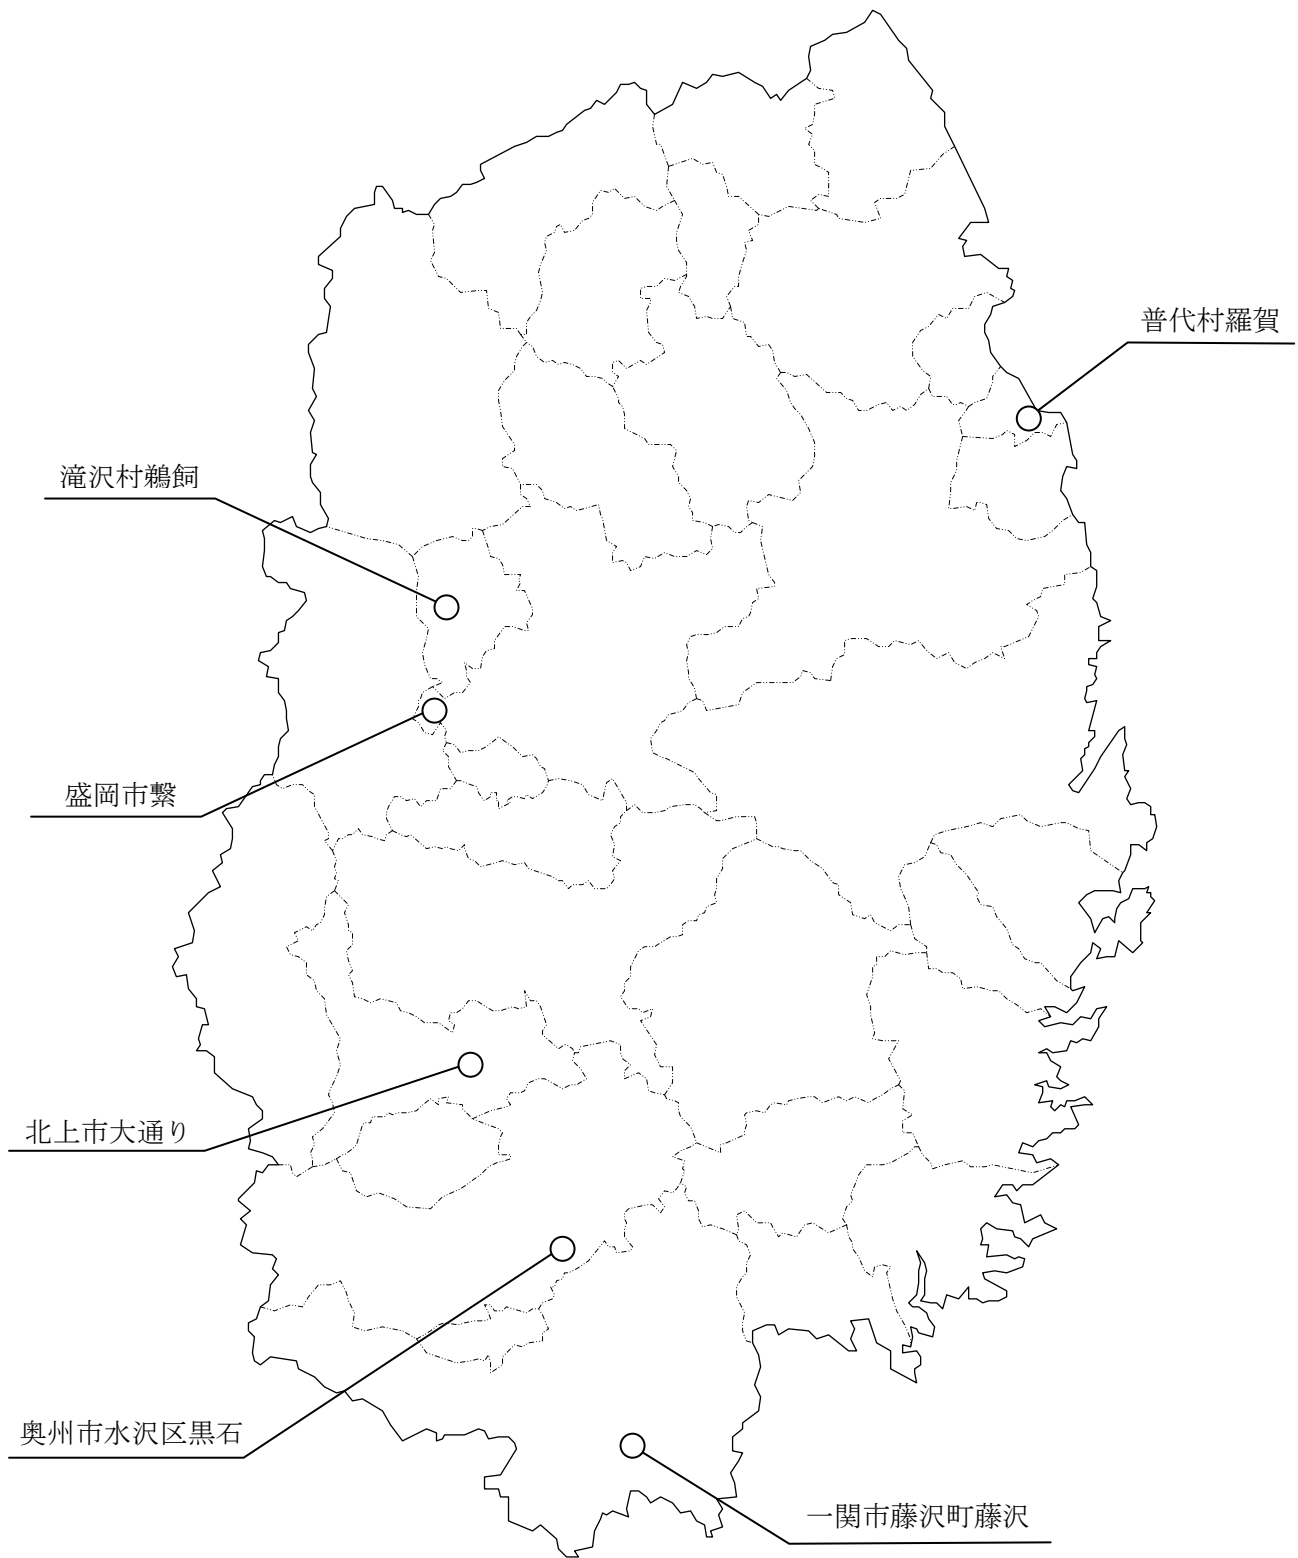 普代村羅賀
滝沢村鵜飼
盛岡市繋
北上市大通り
奥州市水沢区黒石
一関市藤沢町藤沢